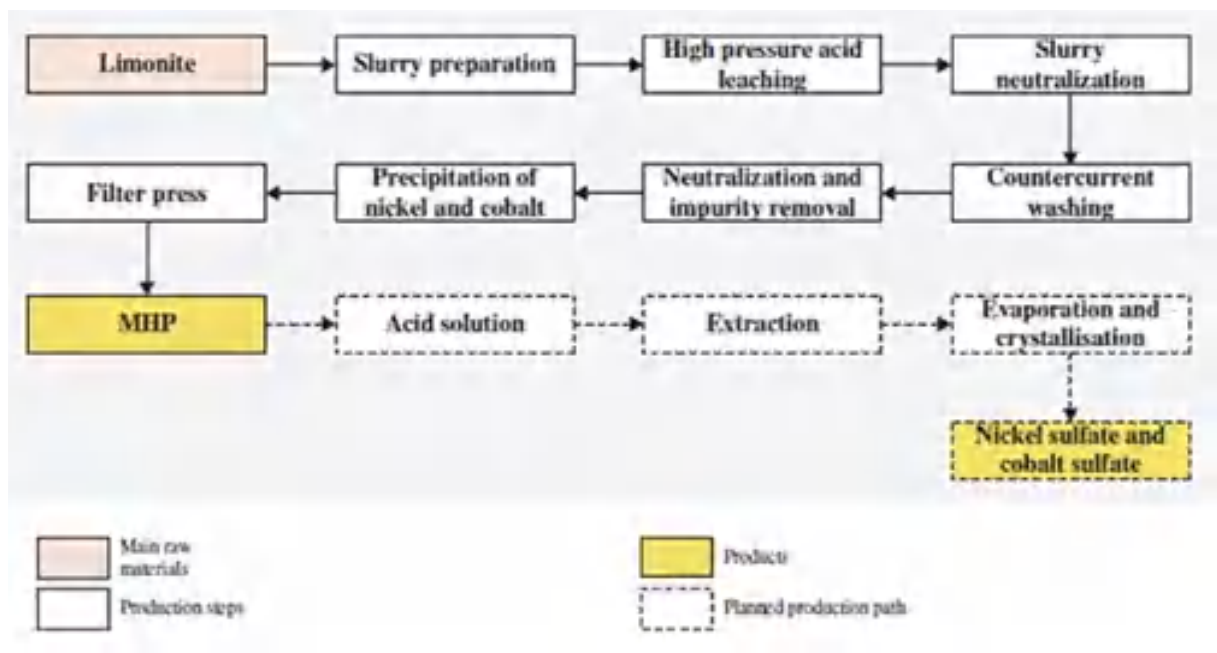 Limonite
Slurry preparation
High pressure acid
leaching
Slurry
neutralization
Filter press
Precipitation of
nickel and cobalt
Neutralization and
impurity removal
Countercurrent
washing
MHP
Acid solution
Extraction
Evaporisation and
crystallisation
Nickel sulfate and
cobalt sulfate
Main raw
materials
Products
Production steps
Planned production path